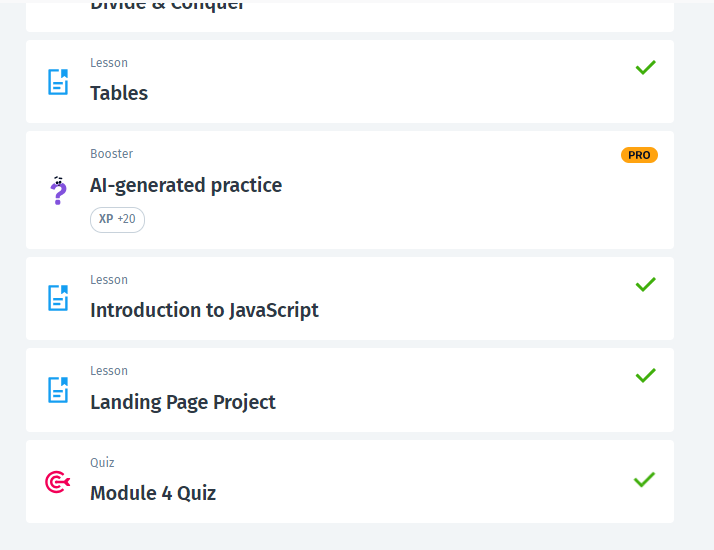 Divide & Conquer
Lesson
Tables
Booster
PRO
AI-generated practice
XP +20
Lesson
Introduction to JavaScript
Lesson
Landing Page Project
Quiz
Module 4 Quiz